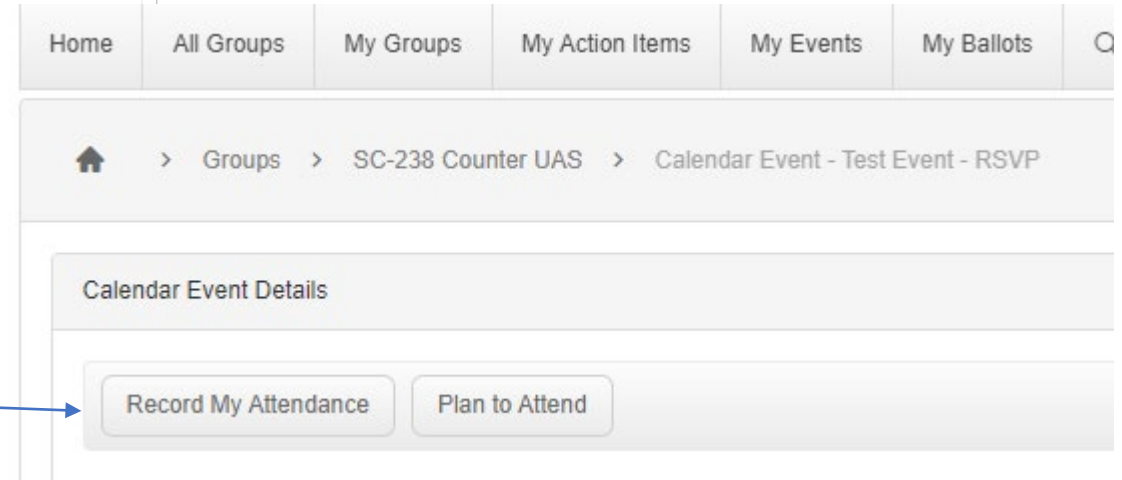 Home All Groups My Groups My Action Items My Events My Ballots
> Groups > SC-238 Counter UAS > Calendar Event - Test Event - RSVP
Calendar Event Details
Record My Attendance Plan to Attend